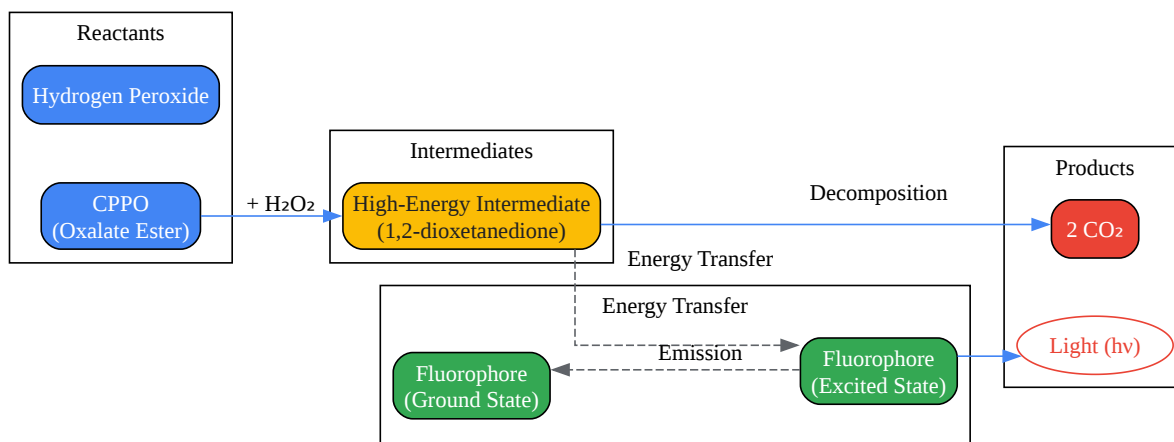 Reactants
Hydrogen Peroxide
CPPO
(Oxalate Ester)
+ H₂O₂
Intermediates
High-Energy Intermediate
(1,2-dioxetanedione)
Decomposition
Products
2 CO₂
Energy Transfer
Energy Transfer
Emission
Fluorophore
(Ground State)
Fluorophore
(Excited State)
Light (hν)